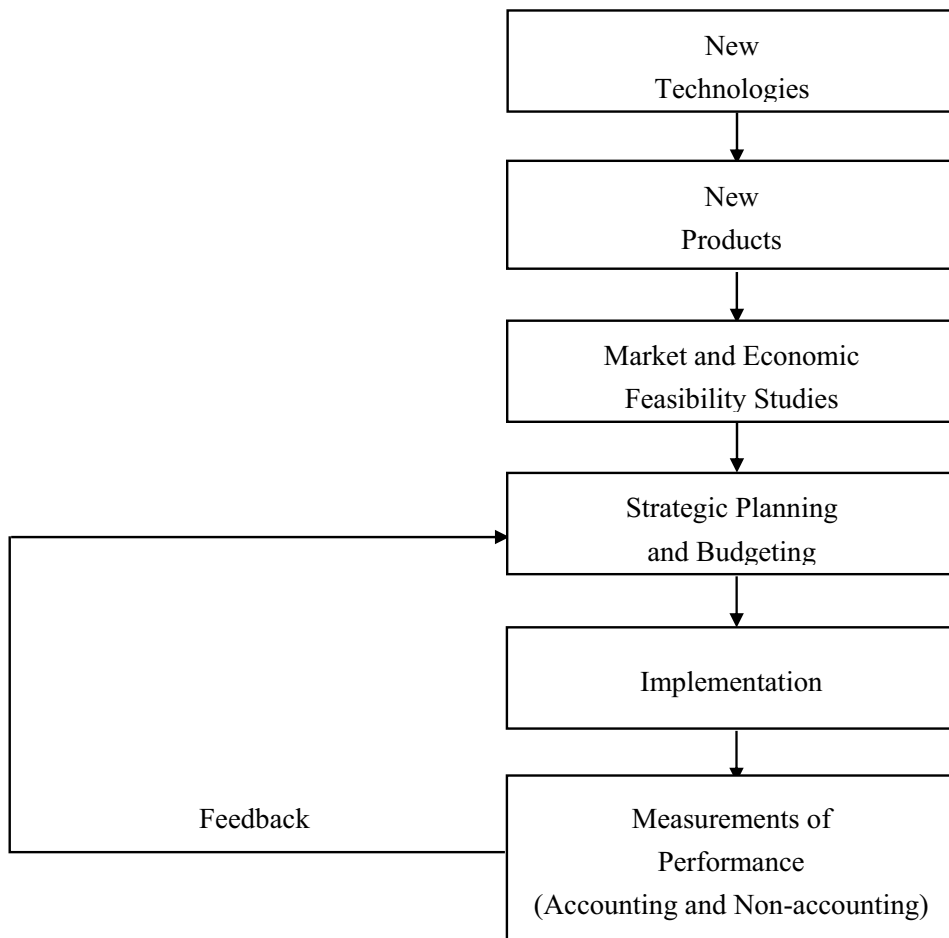 New
Technologies
New
Products
Market and Economic
Feasibility Studies
Strategic Planning
and Budgeting
Implementation
Feedback
Measurements of
Performance
(Accounting and Non-accounting)